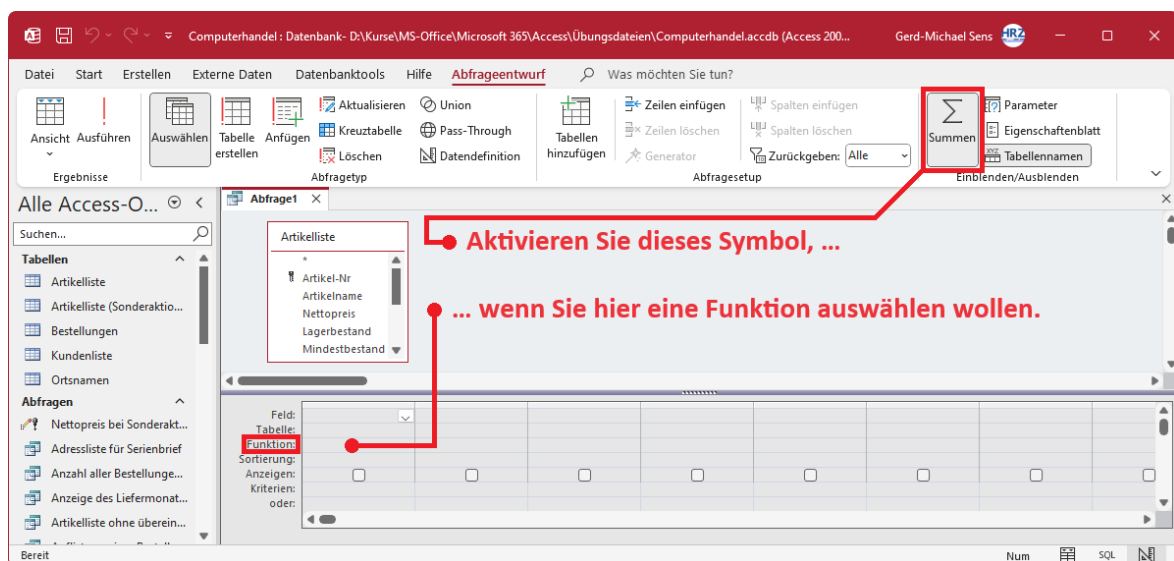 Computerhandel : Datenbank- D:\Kurse\MS-Office\Microsoft 365\Access\Übungsdateien\Computerhandel.accdb (Access 200... Gerd-Michael Sens HRZ
Datei Start Erstellen Externe Daten Datenbanktools Hilfe Abfrageentwurf Was möchten Sie tun?
Ansicht Ausführen
Ergebnisse
Auswählen Tabelle erstellen Anfügen
Aktualisieren
Kreuztabelle
Löschen
Union
Pass-Through
Datendefinition
Abfragetyp
Tabellen
hinzufügen
Zeilen einfügen
Zeilen löschen
Generator
Spalten einfügen
Spalten löschen
Zurückgeben: Alle
Abfragesetup
Summen
Parameter
Eigenschaftenblatt
XYZ Tabellennamen
Einblenden/Ausblenden
Alle Access-O...
Suchen...
Tabellen
Artikelliste
Artikelliste (Sonderaktio...
Bestellungen
Kundenliste
Ortsnamen
Abfragen
Nettopreis bei Sonderakt...
Adressliste für Serienbrief
Anzahl aller Bestellunge...
Anzeige des Liefermonat...
Artikelliste ohne überein...
Abfrage1
Artikelliste
*
Artikel-Nr
Artikelname
Nettopreis
Lagerbestand
Mindestbestand
Aktivieren Sie dieses Symbol, ...
... wenn Sie hier eine Funktion auswählen wollen.
Feld:
Tabelle:
Funktion:
Sortierung:
Anzeigen:
Kriterien:
oder:
Bereit Num SQL